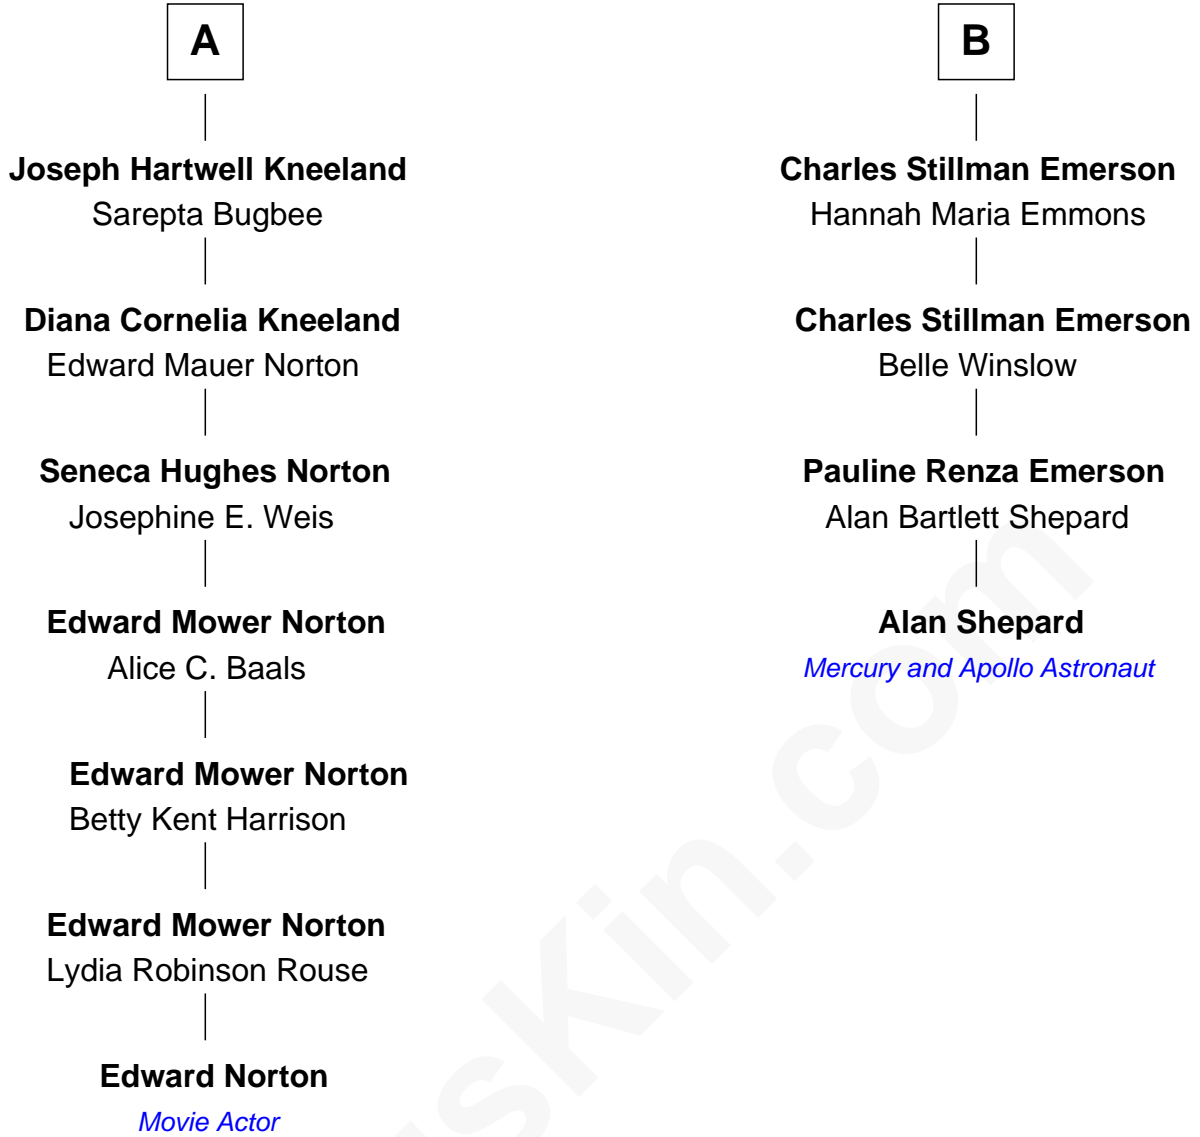 A
Joseph Hartwell Kneeland
Sarepta Bugbee
Diana Cornelia Kneeland
Edward Mauer Norton
Seneca Hughes Norton
Josephine E. Weis
Edward Mower Norton
Alice C. Baals
Edward Mower Norton
Betty Kent Harrison
Edward Mower Norton
Lydia Robinson Rouse
Edward Norton
Movie Actor
B
Charles Stillman Emerson
Hannah Maria Emmons
Charles Stillman Emerson
Belle Winslow
Pauline Renza Emerson
Alan Bartlett Shepard
Alan Shepard
Mercury and Apollo Astronaut
sKin.com